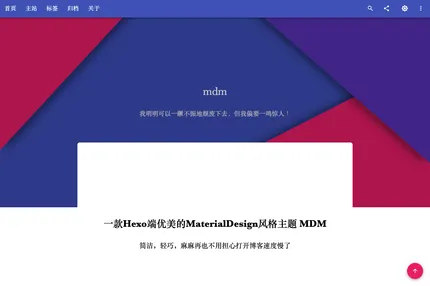 首页 主站 标签 归档 关于
mdm
我明明可以一蹶不振地颓废下去，但我偏要一鸣惊人！
一款Hexo端优美的MaterialDesign风格主题 MDM
简洁，轻巧，麻麻再也不用担心打开博客速度慢了